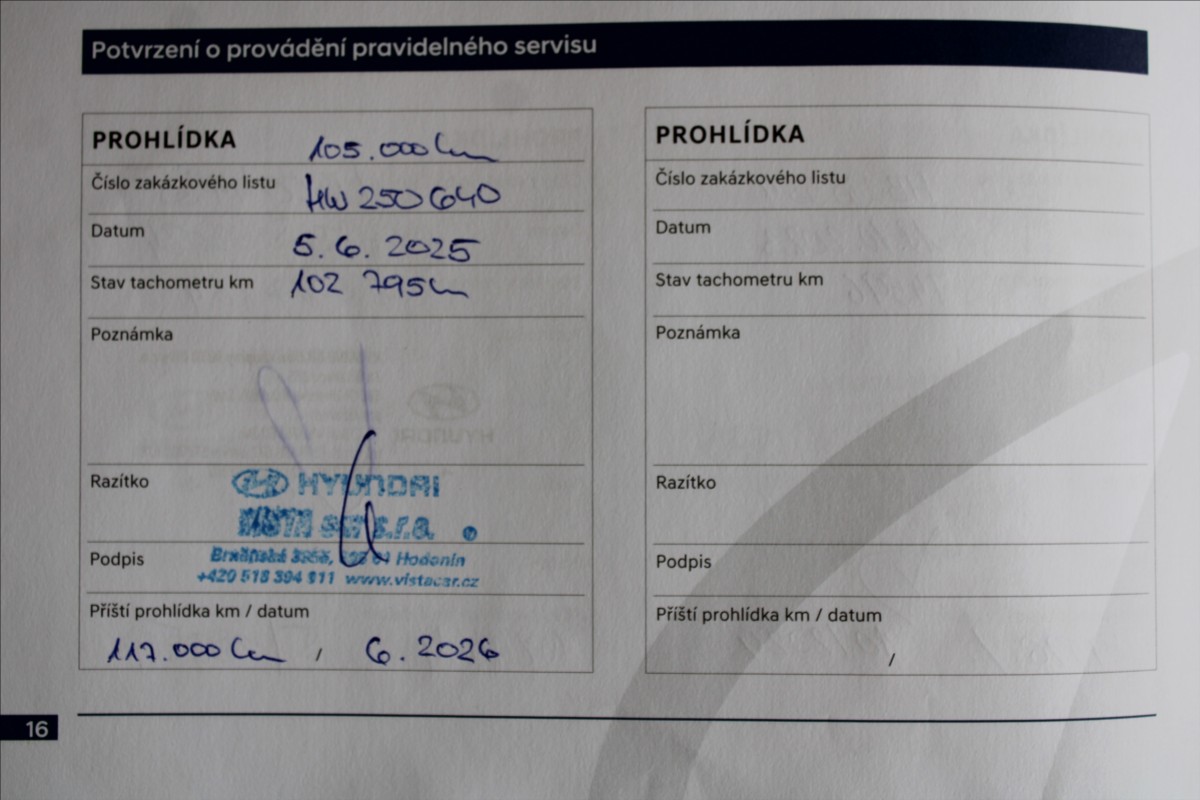 Potvrzení o provádění pravidelného servisu
PROHLÍDKA 105.000 km
Číslo zakázkového listu HW 250640
Datum 5.6.2025
Stav tachometru km 102 795 km
Poznámka
Razítko HYUNDAI
s.r.o.
Podpis Hodonín
+420 518 394 911 www.vistacar.cz
Příští prohlídka km / datum
117.000 km / 6.2026
PROHLÍDKA
Číslo zakázkového listu
Datum
Stav tachometru km
Poznámka
Razítko
Podpis
Příští prohlídka km / datum
/
16